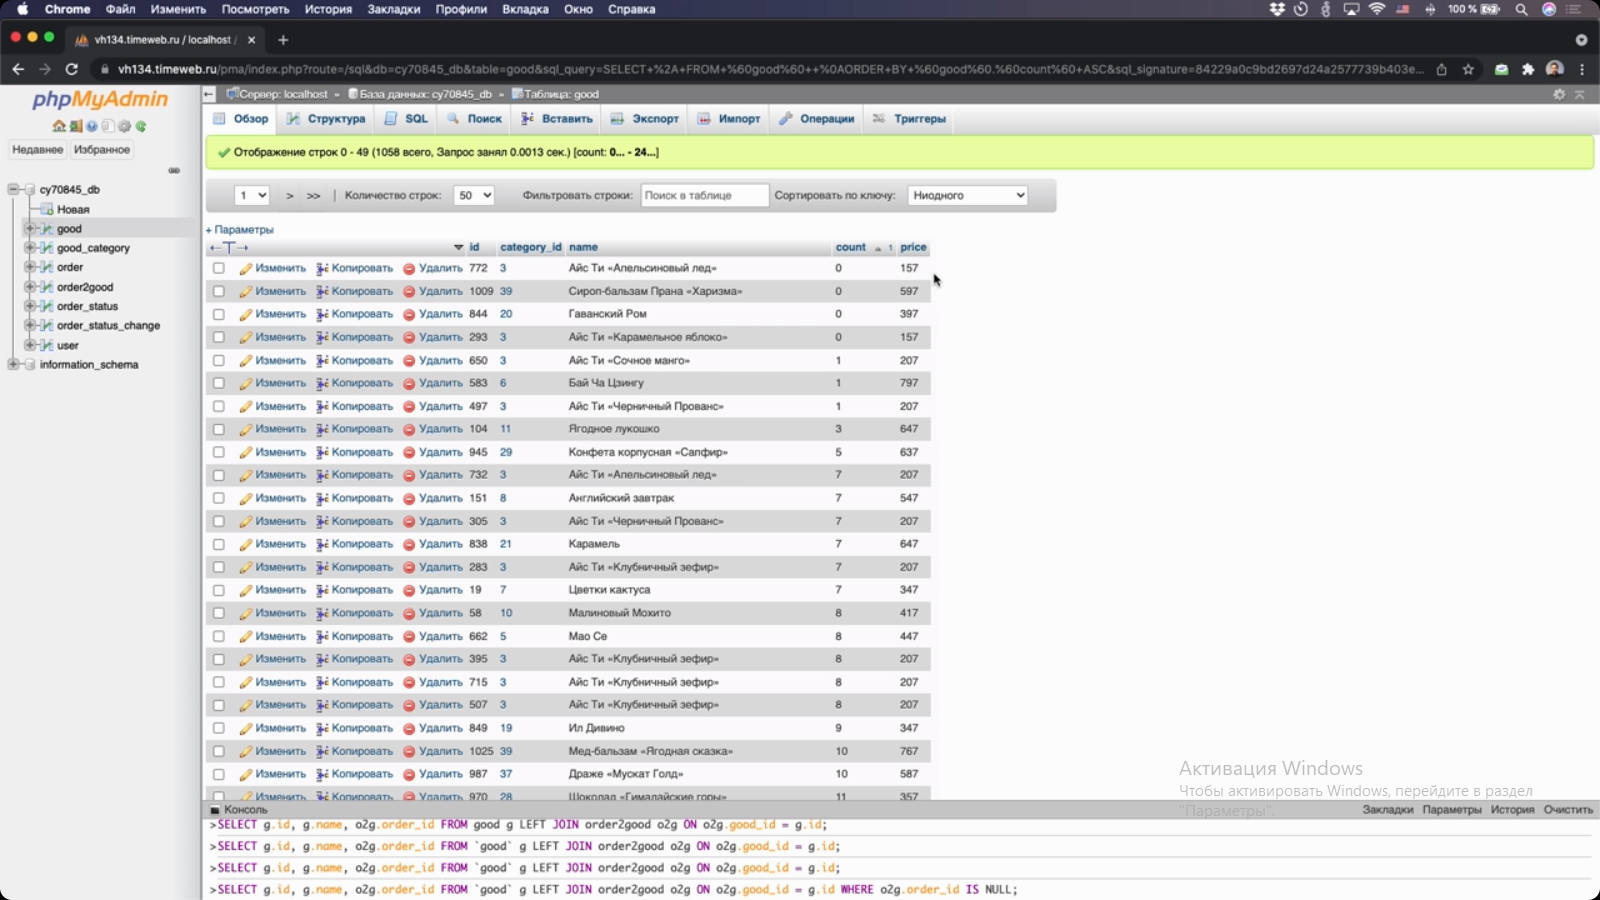 Chrome Файл Изменить Посмотреть История Закладки Профили Вкладка Окно Справка 100 %
vh134.timeweb.ru / localhost /
vh134.timeweb.ru/pma/index.php?route=/sql&db=cy70845_db&table=good&sql_query=SELECT+%2A+FROM+%60good%60++%0AORDER+BY+%60good%60.%60count%60+ASC&sql_signature=84229a0c9bd2697d24a2577739b403e...
phpMyAdmin
Недавнее Избранное
cy70845_db
Новая
good
good_category
order
order2good
order_status
order_status_change
user
information_schema
Сервер: localhost » База данных: cy70845_db » Таблица: good
Обзор Структура SQL Поиск Вставить Экспорт Импорт Операции Триггеры
Отображение строк 0 - 49 (1058 всего, Запрос занял 0.0013 сек.) [count: 0... - 24...]
1 > >> | Количество строк: 50 Фильтровать строки: Поиск в таблице Сортировать по ключу: Ниодного
+ Параметры
←T→ id category_id name count 1 price
Изменить Копировать Удалить 772 3 Айс Ти «Апельсиновый лед» 0 157
Изменить Копировать Удалить 1009 39 Сироп-бальзам Прана «Харизма» 0 597
Изменить Копировать Удалить 844 20 Гаванский Ром 0 397
Изменить Копировать Удалить 293 3 Айс Ти «Карамельное яблоко» 0 157
Изменить Копировать Удалить 650 3 Айс Ти «Сочное манго» 1 207
Изменить Копировать Удалить 583 6 Бай Ча Цзингу 1 797
Изменить Копировать Удалить 497 3 Айс Ти «Черничный Прованс» 1 207
Изменить Копировать Удалить 104 11 Ягодное лукошко 3 647
Изменить Копировать Удалить 945 29 Конфета корпусная «Сапфир» 5 637
Изменить Копировать Удалить 732 3 Айс Ти «Апельсиновый лед» 7 207
Изменить Копировать Удалить 151 8 Английский завтрак 7 547
Изменить Копировать Удалить 305 3 Айс Ти «Черничный Прованс» 7 207
Изменить Копировать Удалить 838 21 Карамель 7 647
Изменить Копировать Удалить 283 3 Айс Ти «Клубничный зефир» 7 207
Изменить Копировать Удалить 19 7 Цветки кактуса 7 347
Изменить Копировать Удалить 58 10 Малиновый Мохито 8 417
Изменить Копировать Удалить 662 5 Мао Се 8 447
Изменить Копировать Удалить 395 3 Айс Ти «Клубничный зефир» 8 207
Изменить Копировать Удалить 715 3 Айс Ти «Клубничный зефир» 8 207
Изменить Копировать Удалить 507 3 Айс Ти «Клубничный зефир» 8 207
Изменить Копировать Удалить 849 19 Ил Дивино 9 347
Изменить Копировать Удалить 1025 39 Мед-бальзам «Ягодная сказка» 10 767
Изменить Копировать Удалить 987 37 Драже «Мускат Голд» 10 587
Изменить Копировать Удалить 970 28 Шоколад «Гималайские горы» 11 357
Активация Windows
Чтобы активировать Windows, перейдите в раздел
"Параметры".
Консоль Закладки Параметры История Очистить
>SELECT g.id, g.name, o2g.order_id FROM good g LEFT JOIN order2good o2g ON o2g.good_id = g.id;
>SELECT g.id, g.name, o2g.order_id FROM `good` g LEFT JOIN order2good o2g ON o2g.good_id = g.id;
>SELECT g.id, g.name, o2g.order_id FROM `good` g LEFT JOIN order2good o2g ON o2g.good_id = g.id;
>SELECT g.id, g.name, o2g.order_id FROM `good` g LEFT JOIN order2good o2g ON o2g.good_id = g.id WHERE o2g.order_id IS NULL;